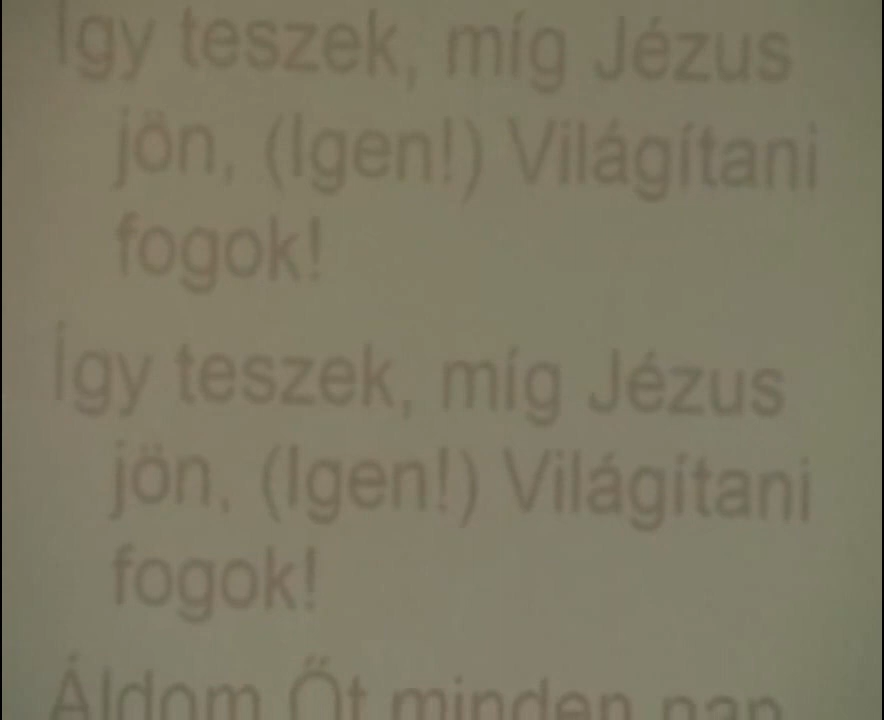 Így teszek, míg Jézus
jön, (Igen!) Világítani
fogok!
Így teszek, míg Jézus
jön, (Igen!) Világítani
fogok!
Áldom Őt minden nap